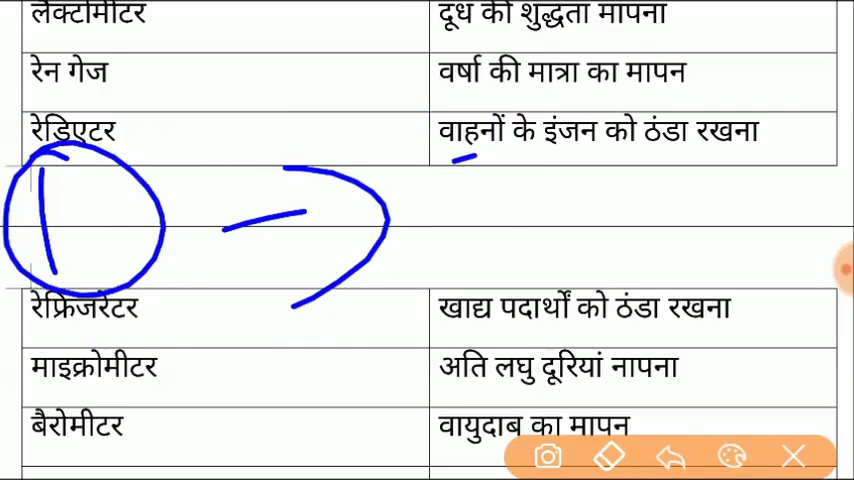 लैक्टोमीटर दूध की शुद्धता मापना
रेन गेज वर्षा की मात्रा का मापन
रेडिएटर वाहनों के इंजन को ठंडा रखना
रेफ्रिजरेटर खाद्य पदार्थों को ठंडा रखना
माइक्रोमीटर अति लघु दूरियां नापना
बैरोमीटर वायुदाब का मापन